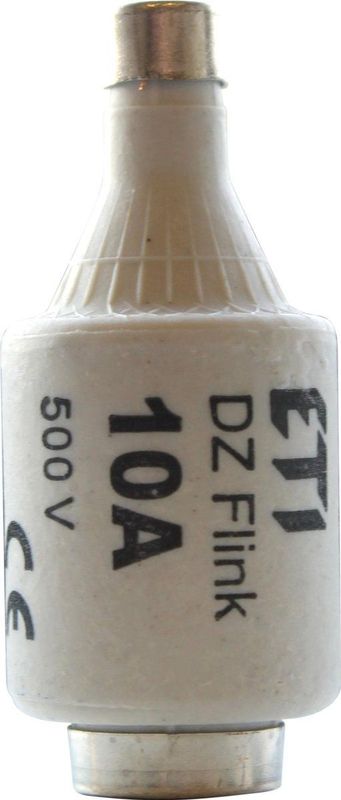 ETI
DZ Flink
10A
500 V
CE